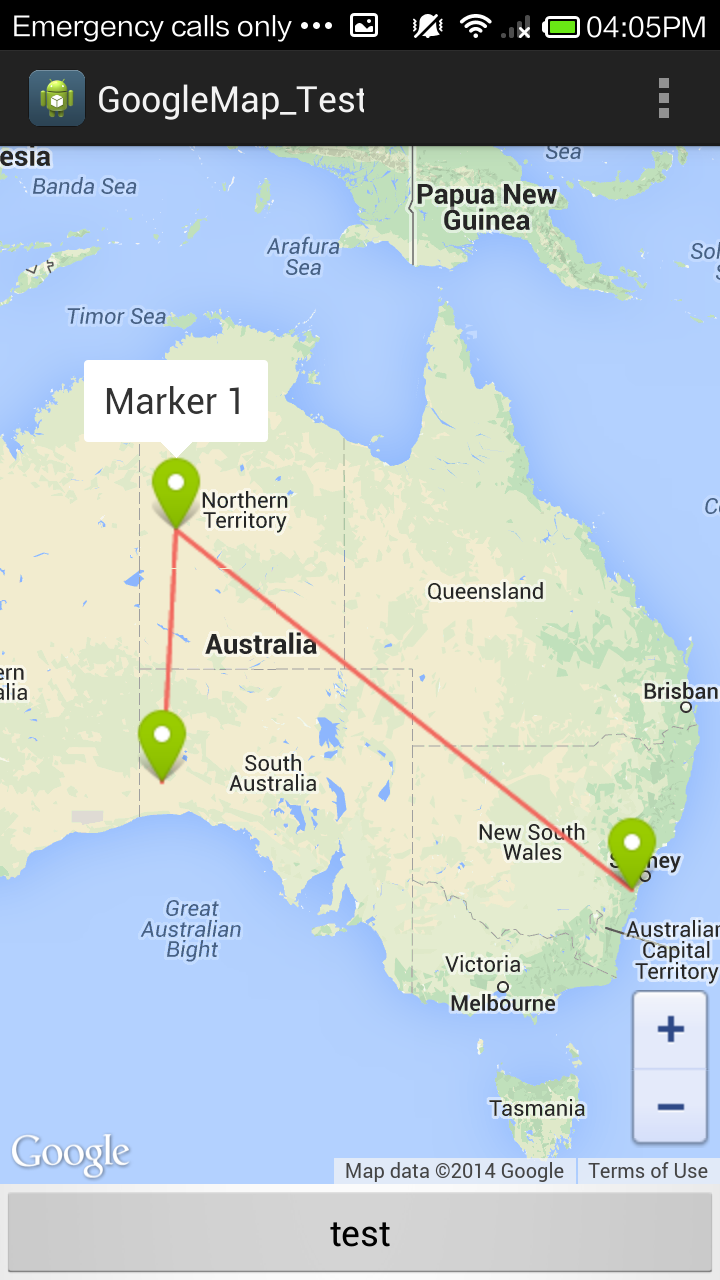 Emergency calls only ••• 04:05PM
GoogleMap_Test
esia
Banda Sea
Sea
Papua New
Guinea
Arafura
Sea
Sol
S
Timor Sea
Marker 1
Northern
Territory
Co
Queensland
Australia
ern
alia
Brisban
South
Australia
New South
Wales
S ney
Great
Australian
Bight
Australian
Capital
Territory
Victoria
Melbourne
+
−
Tasmania
Google
Map data ©2014 Google
Terms of Use
test